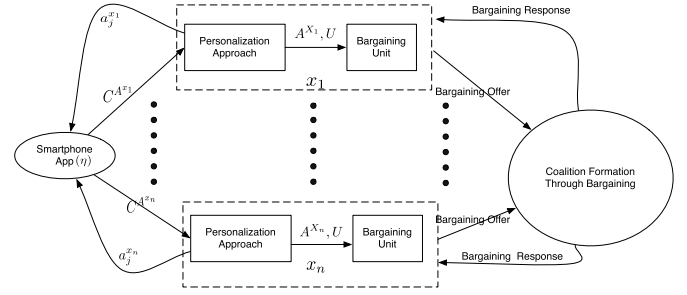 Bargaining Response
$a_j^{x_1}$
Personalization
Approach
$A^{X_1}, U$
Bargaining
Unit
$x_1$
$C^{A^{x_1}}$
Bargaining Offer
Smartphone
App $(\eta)$
Coalition Formation
Through Bargaining
$C^{A^{x_n}}$
Bargaining Offer
Personalization
Approach
$A^{X_n}, U$
Bargaining
Unit
$x_n$
$a_j^{x_n}$
Bargaining Response